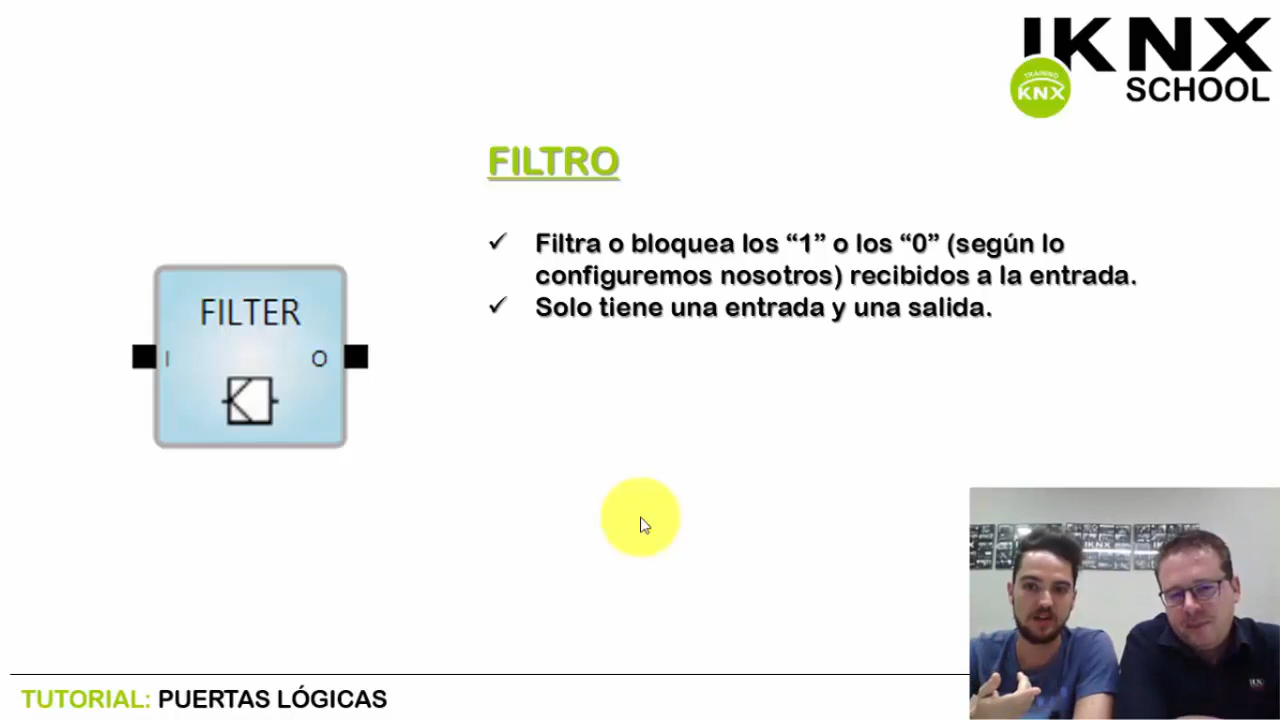 IKNX
SCHOOL
TRAINING
KNX
FILTRO
✓ Filtra o bloquea los “1” o los “0” (según lo
configuremos nosotros) recibidos a la entrada.
✓ Solo tiene una entrada y una salida.
FILTER
I O
IKNX
TUTORIAL: PUERTAS LÓGICAS